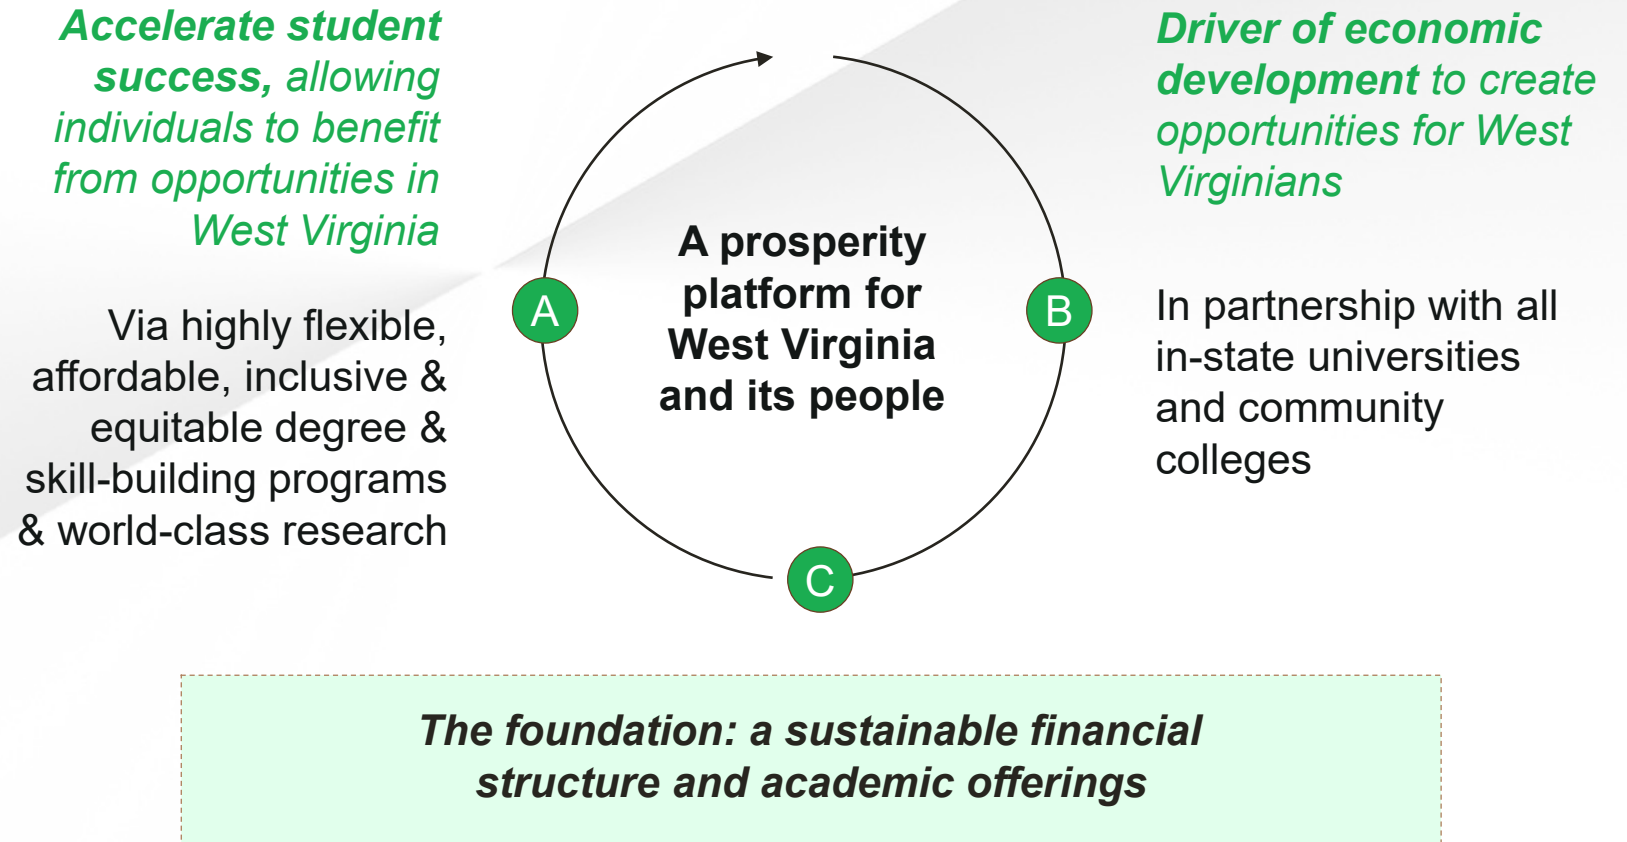 Accelerate student
success, allowing
individuals to benefit
from opportunities in
West Virginia
Via highly flexible,
affordable, inclusive &
equitable degree &
skill-building programs
& world-class research
A
A prosperity
platform for
West Virginia
and its people
B
Driver of economic
development to create
opportunities for West
Virginians
In partnership with all
in-state universities
and community
colleges
C
The foundation: a sustainable financial
structure and academic offerings